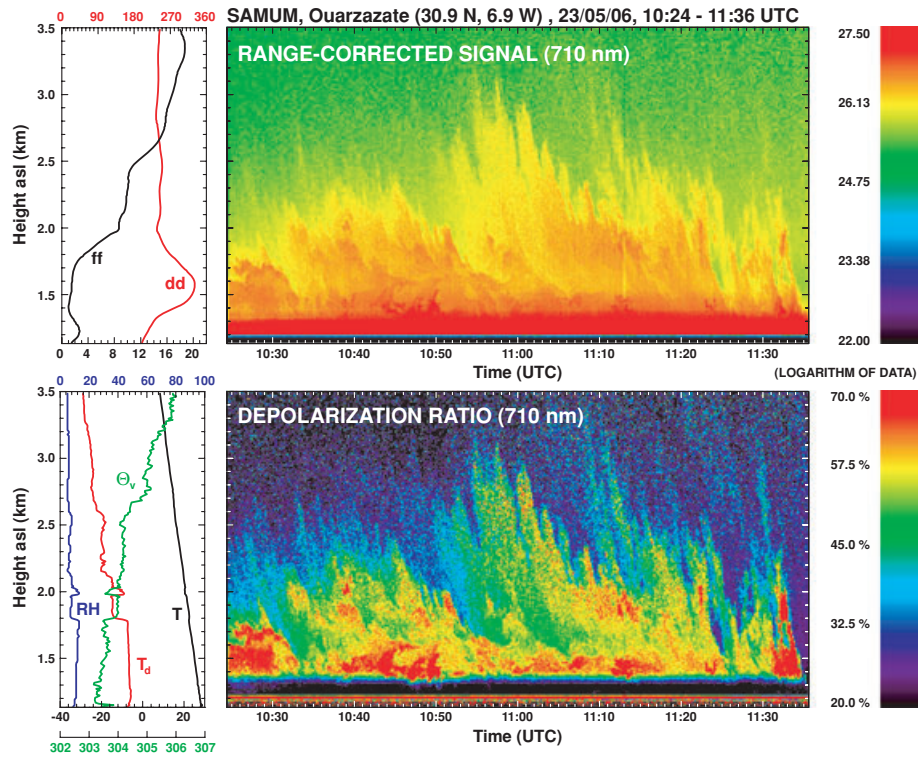 SAMUM, Ouarzazate (30.9 N, 6.9 W) , 23/05/06, 10:24 - 11:36 UTC
0 90 180 270 360
RANGE-CORRECTED SIGNAL (710 nm)
Height asl (km)
3.5
3.0
2.5
2.0
1.5
ff
dd
0 4 8 12 16 20
10:30 10:40 10:50 11:00 11:10 11:20 11:30
Time (UTC)
27.50
26.13
24.75
23.38
22.00
(LOGARITHM OF DATA)
0 20 40 60 80 100
DEPOLARIZATION RATIO (710 nm)
Height asl (km)
3.5
3.0
2.5
2.0
1.5
Θv
RH
T
Td
-40 -20 0 20
302 303 304 305 306 307
10:30 10:40 10:50 11:00 11:10 11:20 11:30
Time (UTC)
70.0 %
57.5 %
45.0 %
32.5 %
20.0 %